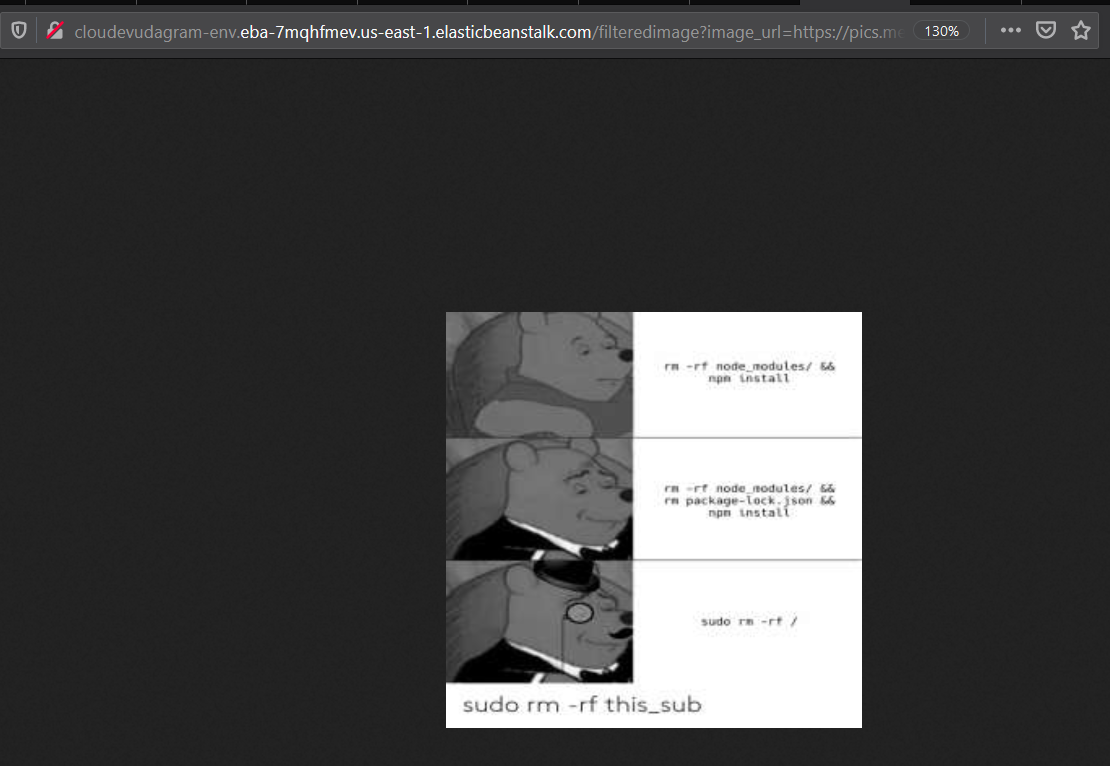 cloudevudagram-env.eba-7mqhfmev.us-east-1.elasticbeanstalk.com/filteredimage?image_url=https://pics.me
130%
rm -rf node_modules/ &&
npm install
rm -rf node_modules/ &&
rm package-lock.json &&
npm install
sudo rm -rf /
sudo rm -rf this_sub